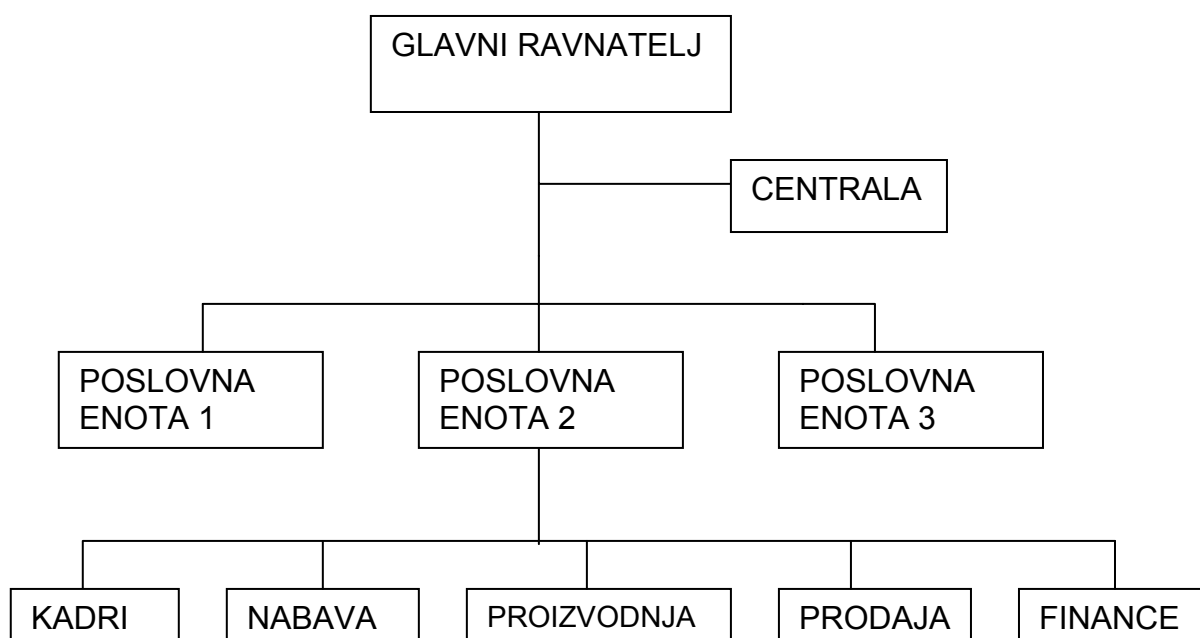 GLAVNI RAVNATELJ
CENTRALA
POSLOVNA
ENOTA 1
POSLOVNA
ENOTA 2
POSLOVNA
ENOTA 3
KADRI
NABAVA
PROIZVODNJA
PRODAJA
FINANCE